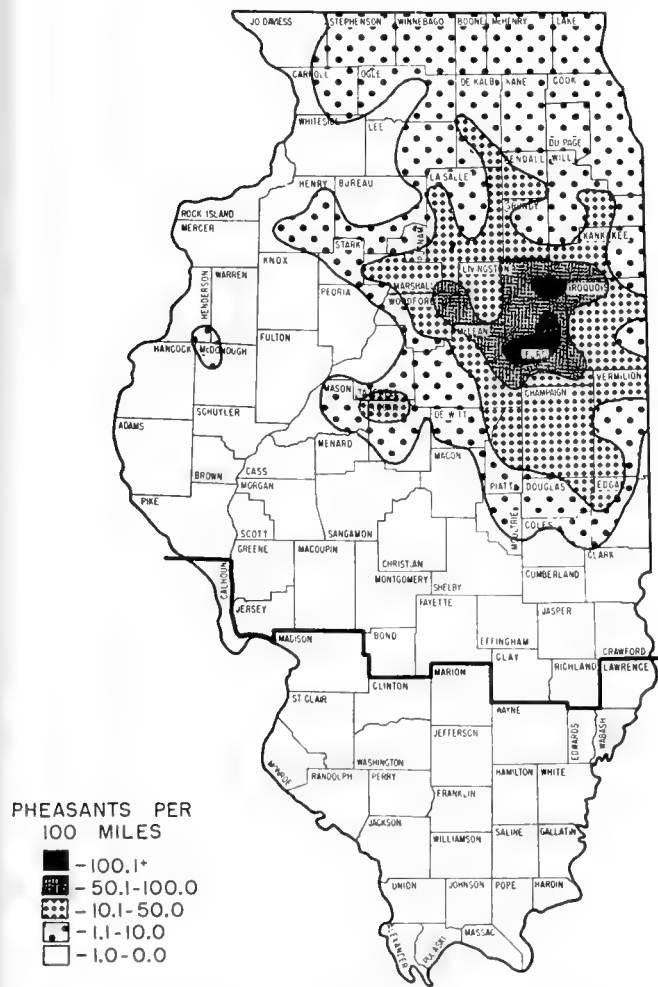 JO DAVIESS
STEPHENSON
WINNEBAGO
BOONE
McHENRY
LAKE
CARROLL
OGLE
DE KALB
KANE
COOK
WHITESIDE
LEE
DU PAGE
KENDALL
WILL
LA SALLE
HENRY
BUREAU
GRUNDY
ROCK ISLAND
MERCER
KANKAKEE
STARK
PUTNAM
KNOX
HENDERSON
WARREN
PEORIA
MARSHALL
LIVINGSTON
IROQUOIS
WOODFORD
McLEAN
FORD
HANCOCK
McDONOUGH
FULTON
MASON
VERMILION
CHAMPAIGN
SCHUYLER
DE WITT
ADAMS
MENARD
MACON
BROWN
CASS
PIATT
DOUGLAS
EDGAR
MORGAN
PIKE
SCOTT
SANGAMON
MOULTRIE
COLES
GREENE
MACOUPIN
CHRISTIAN
CLARK
CALHOUN
MONTGOMERY
SHELBY
CUMBERLAND
JERSEY
FAYETTE
JASPER
MADISON
BOND
EFFINGHAM
CRAWFORD
CLAY
RICHLAND
LAWRENCE
CLINTON
MARION
ST CLAIR
WAYNE
EDWARDS
WABASH
JEFFERSON
MONROE
WASHINGTON
RANDOLPH
PERRY
HAMILTON
WHITE
FRANKLIN
JACKSON
WILLIAMSON
SALINE
GALLATIN
UNION
JOHNSON
POPE
HARDIN
ALEXANDER
PULASKI
MASSAC
PHEASANTS PER
100 MILES
-100.1+
-50.1-100.0
-10.1-50.0
-1.1-10.0
-1.0-0.0